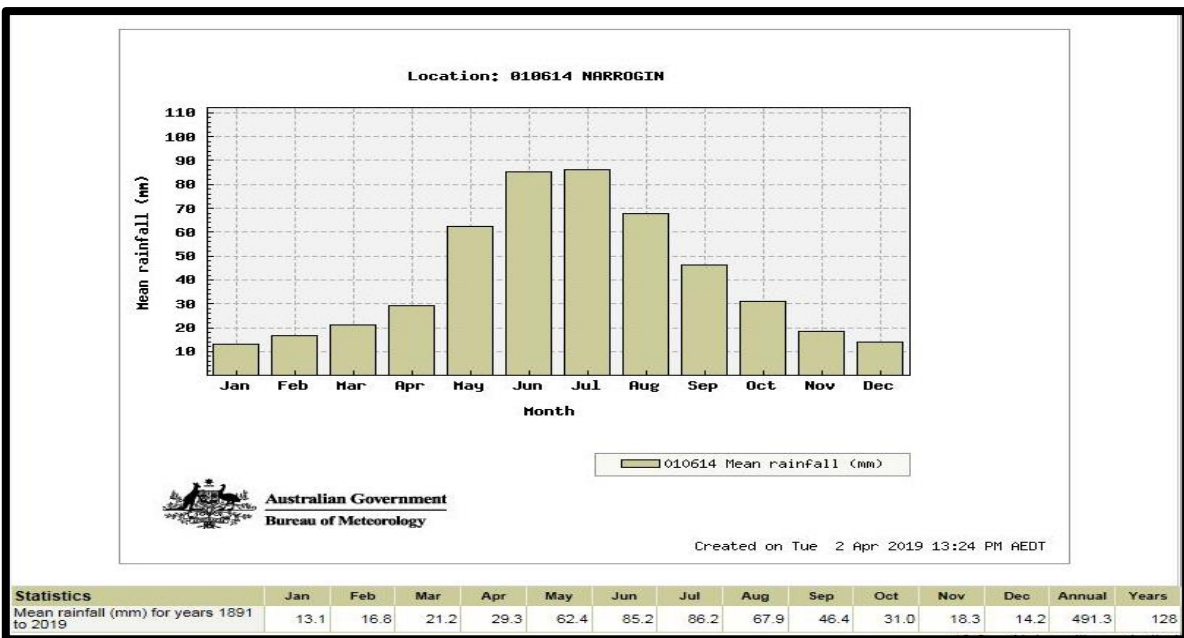 Location: 010614 NARROGIN
110
100
90
80
70
60
50
40
30
20
10
Mean rainfall (mm)
Jan Feb Mar Apr May Jun Jul Aug Sep Oct Nov Dec
Month
010614 Mean rainfall (mm)
Australian Government
Bureau of Meteorology
Created on Tue 2 Apr 2019 13:24 PM AEDT
Statistics Jan Feb Mar Apr May Jun Jul Aug Sep Oct Nov Dec Annual Years
Mean rainfall (mm) for years 1891
to 2019 13.1 16.8 21.2 29.3 62.4 85.2 86.2 67.9 46.4 31.0 18.3 14.2 491.3 128